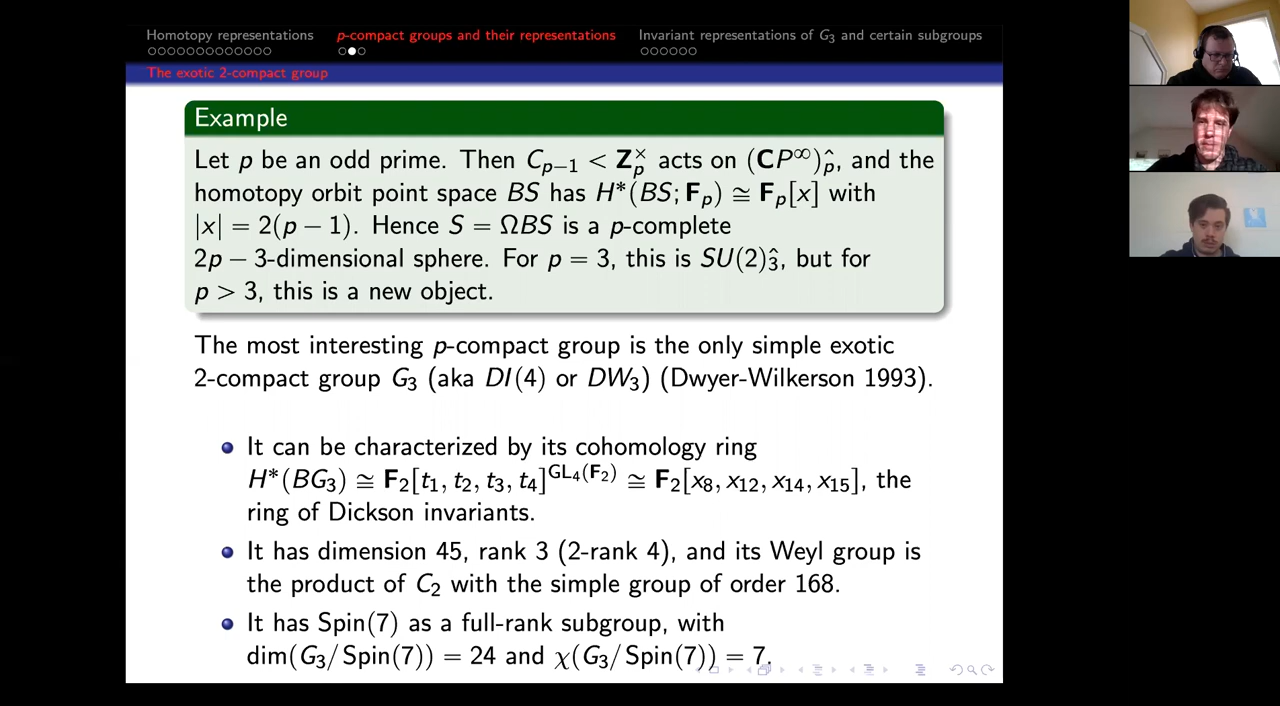 Homotopy representations
p-compact groups and their representations
Invariant representations of G₃ and certain subgroups
The exotic 2-compact group
Example
Let p be an odd prime. Then Cₚ₋₁ < Zₚ^× acts on (CP^∞)ₚ^, and the
homotopy orbit point space BS has H*(BS; Fₚ) ≅ Fₚ[x] with
|x| = 2(p − 1). Hence S = ΩBS is a p-complete
2p − 3-dimensional sphere. For p = 3, this is SU(2)₃^, but for
p > 3, this is a new object.
The most interesting p-compact group is the only simple exotic
2-compact group G₃ (aka DI(4) or DW₃) (Dwyer-Wilkerson 1993).
It can be characterized by its cohomology ring
H*(BG₃) ≅ F₂[t₁, t₂, t₃, t₄]^GL₄(F₂) ≅ F₂[x₈, x₁₂, x₁₄, x₁₅], the
ring of Dickson invariants.
It has dimension 45, rank 3 (2-rank 4), and its Weyl group is
the product of C₂ with the simple group of order 168.
It has Spin(7) as a full-rank subgroup, with
dim(G₃/ Spin(7)) = 24 and χ(G₃/ Spin(7)) = 7.